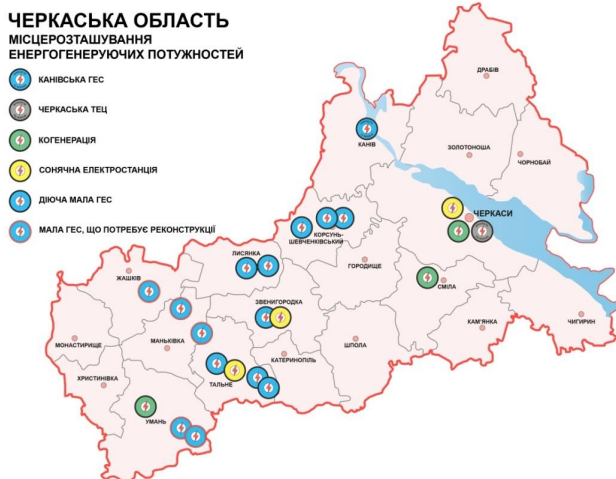 ЧЕРКАСЬКА ОБЛАСТЬ
МІСЦЕРОЗТАШУВАННЯ
ЕНЕРГОГЕНЕРУЮЧИХ ПОТУЖНОСТЕЙ
КАНІВСЬКА ГЕС
ЧЕРКАСЬКА ТЕЦ
КОГЕНЕРАЦІЯ
СОНЯЧНА ЕЛЕКТРОСТАНЦІЯ
ДІЮЧА МАЛА ГЕС
МАЛА ГЕС, ЩО ПОТРЕБУЄ РЕКОНСТРУКЦІЇ
ДРАБІВ
КАНІВ
ЗОЛОТОНОША
ЧОРНОБАЙ
ЧЕРКАСИ
КОРСУНЬ-
ШЕВЧЕНКІВСЬКИЙ
ЛИСЯНКА
ГОРОДИЩЕ
ЖАШКІВ
СМІЛА
ЗВЕНИГОРОДКА
ЧИГИРИН
КАМ'ЯНКА
МОНАСТИРИЩЕ
МАНЬКІВКА
ШПОЛА
КАТЕРИНОПІЛЬ
ХРИСТИНІВКА
ТАЛЬНЕ
УМАНЬ